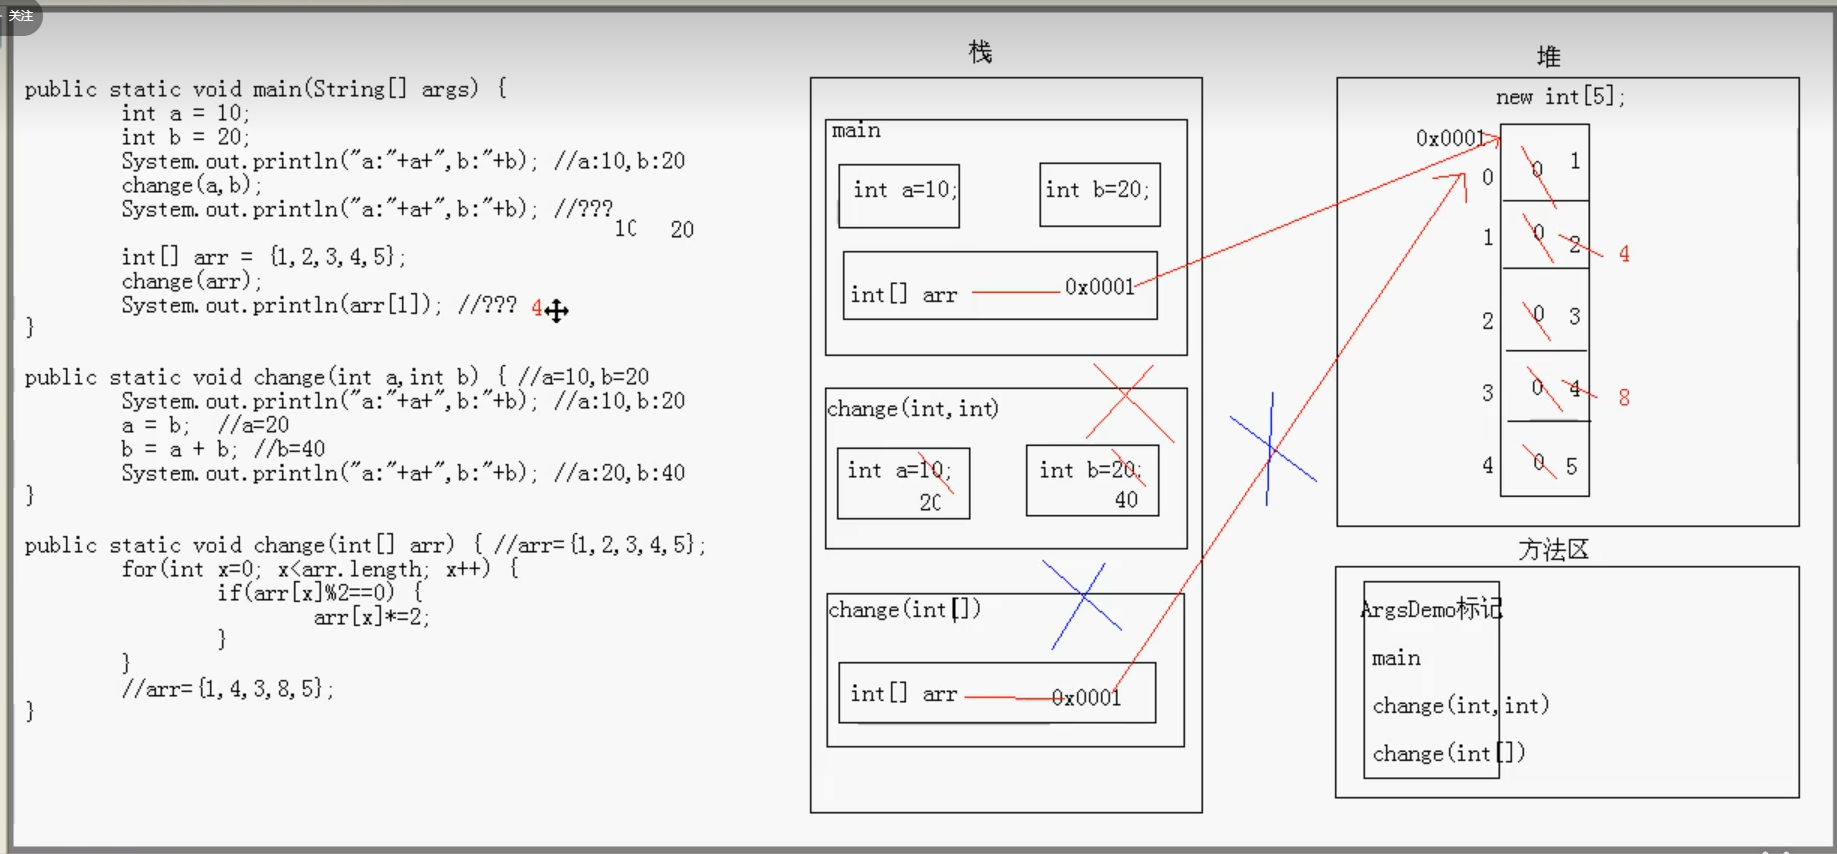 关注
public static void main(String[] args) {
int a = 10;
int b = 20;
System.out.println("a:"+a+",b:"+b); //a:10,b:20
change(a,b);
System.out.println("a:"+a+",b:"+b); //???
10 20
int[] arr = {1,2,3,4,5};
change(arr);
System.out.println(arr[1]); //??? 4
}
public static void change(int a,int b) { //a=10,b=20
System.out.println("a:"+a+",b:"+b); //a:10,b:20
a = b; //a=20
b = a + b; //b=40
System.out.println("a:"+a+",b:"+b); //a:20,b:40
}
public static void change(int[] arr) { //arr={1,2,3,4,5};
for(int x=0; x<arr.length; x++) {
if(arr[x]%2==0) {
arr[x]*=2;
}
}
//arr={1,4,3,8,5};
}
栈
main
int a=10; int b=20;
int[] arr 0x0001
change(int,int)
int a=10; int b=20;
20 40
change(int[])
int[] arr 0x0001
堆
new int[5];
0x0001
0 0 1
1 0 2 4
2 0 3
3 0 4 8
4 0 5
方法区
ArgsDemo标记
main
change(int,int)
change(int[])